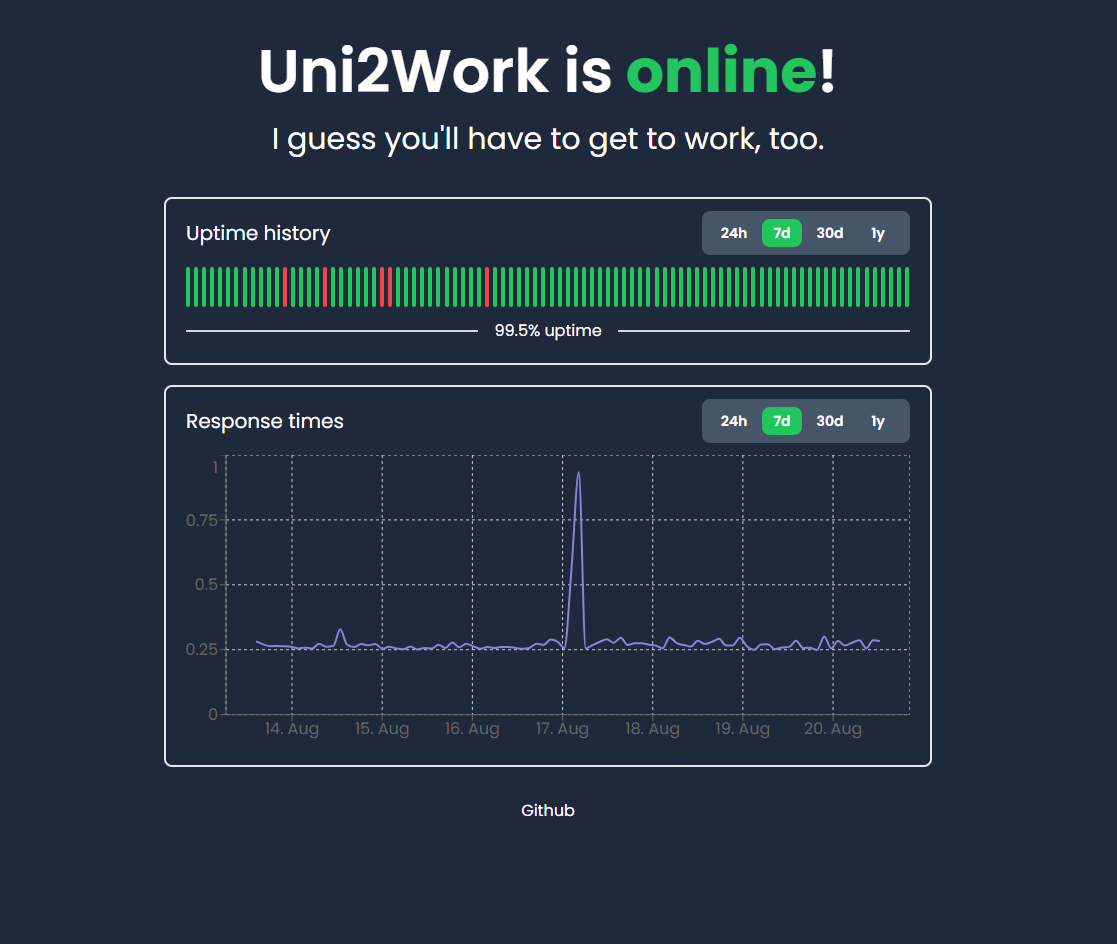 Uni2Work is online!
I guess you'll have to get to work, too.
Uptime history
24h 7d 30d 1y
99.5% uptime
Response times
24h 7d 30d 1y
1
0.75
0.5
0.25
0
14. Aug 15. Aug 16. Aug 17. Aug 18. Aug 19. Aug 20. Aug
Github